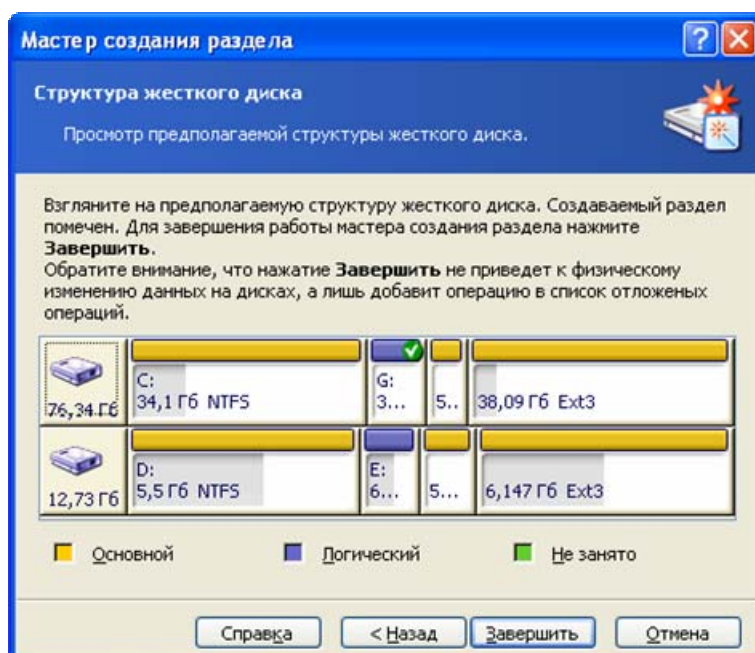 Мастер создания раздела
Структура жесткого диска
Просмотр предполагаемой структуры жесткого диска.
Взгляните на предполагаемую структуру жесткого диска. Создаваемый раздел
помечен. Для завершения работы мастера создания раздела нажмите
Завершить.
Обратите внимание, что нажатие Завершить не приведет к физическому
изменению данных на дисках, а лишь добавит операцию в список отложеных
операций.
76,34 Гб
C:
34,1 Гб NTFS
G:
3...
5..
38,09 Гб Ext3
12,73 Гб
D:
5,5 Гб NTFS
E:
6...
5...
6,147 Гб Ext3
Основной Логический Не занято
Справка < Назад Завершить Отмена